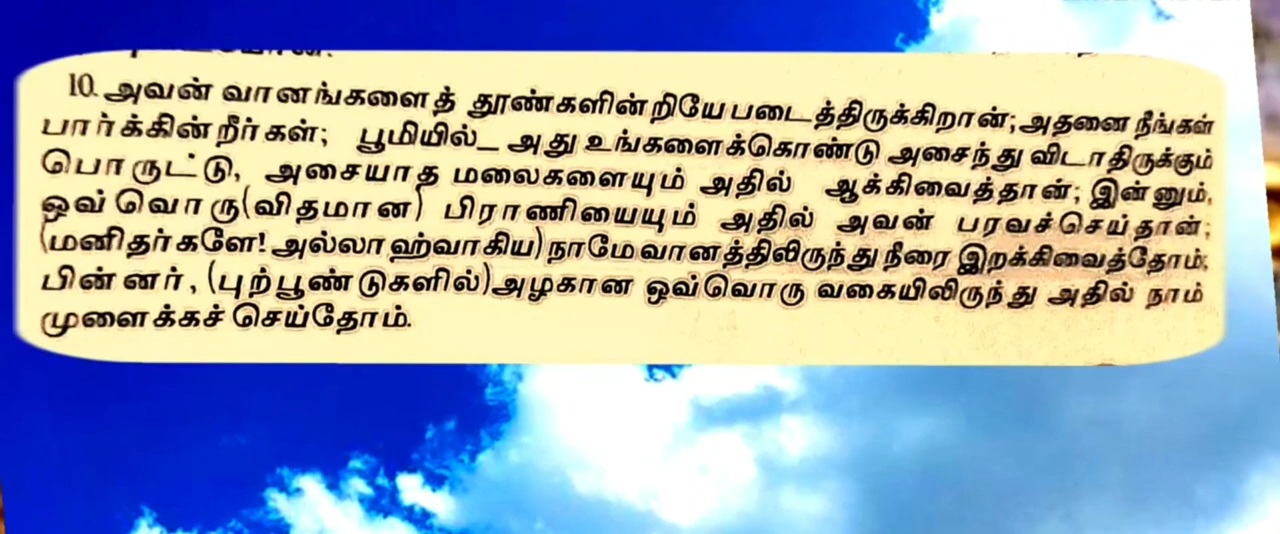 10. அவன் வானங்களைத் தூண்களின்றியேபடைத்திருக்கிறான்; அதனை நீங்கள்
பார்க்கின்றீர்கள்; பூமியில்_ அது உங்களைக்கொண்டு அசைந்து விடாதிருக்கும்
பொருட்டு, அசையாத மலைகளையும் அதில் ஆக்கிவைத்தான்; இன்னும்,
ஒவ்வொரு(விதமான) பிராணியையும் அதில் அவன் பரவச்செய்தான்;
(மனிதர்களே! அல்லாஹ்வாகிய) நாமேவானத்திலிருந்து நீரை இறக்கிவைத்தோம்;
பின்னர், (புற்பூண்டுகளில்)அழகான ஒவ்வொரு வகையிலிருந்து அதில் நாம்
முளைக்கச் செய்தோம்.